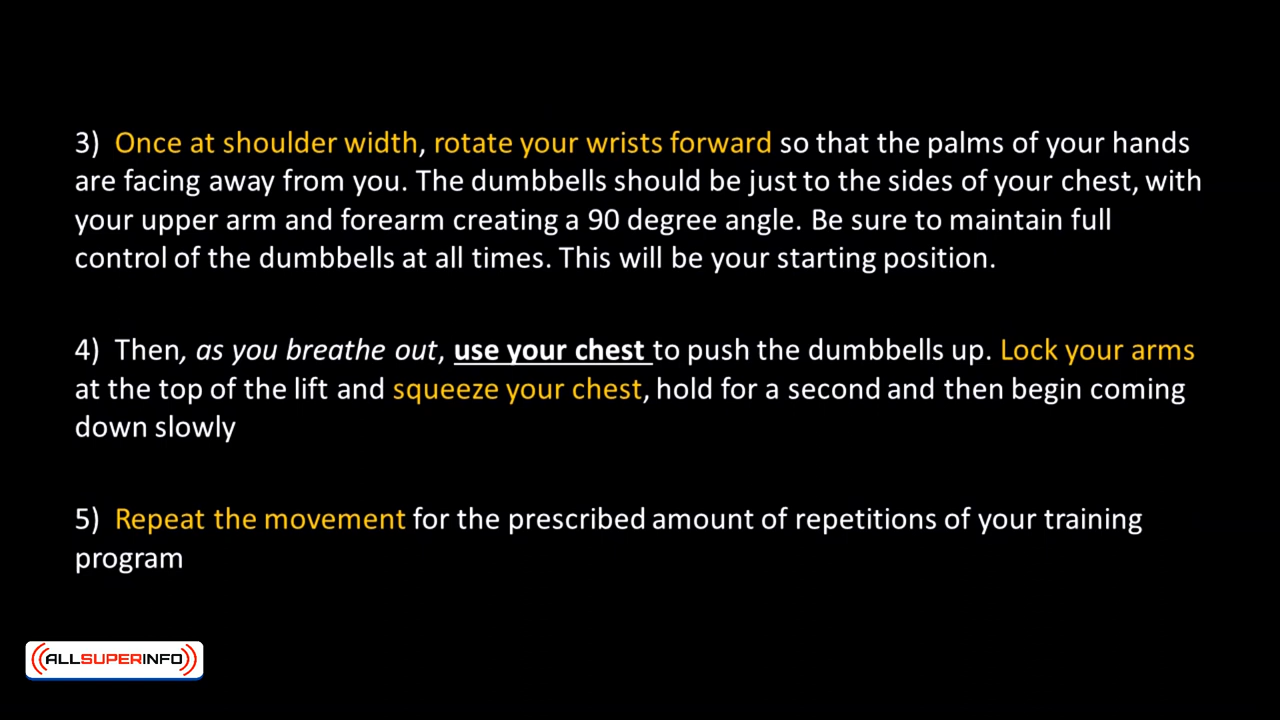 3) Once at shoulder width, rotate your wrists forward so that the palms of your hands
are facing away from you. The dumbbells should be just to the sides of your chest, with
your upper arm and forearm creating a 90 degree angle. Be sure to maintain full
control of the dumbbells at all times. This will be your starting position.
4) Then, as you breathe out, use your chest to push the dumbbells up. Lock your arms
at the top of the lift and squeeze your chest, hold for a second and then begin coming
down slowly
5) Repeat the movement for the prescribed amount of repetitions of your training
program
ALLSUPERINFO